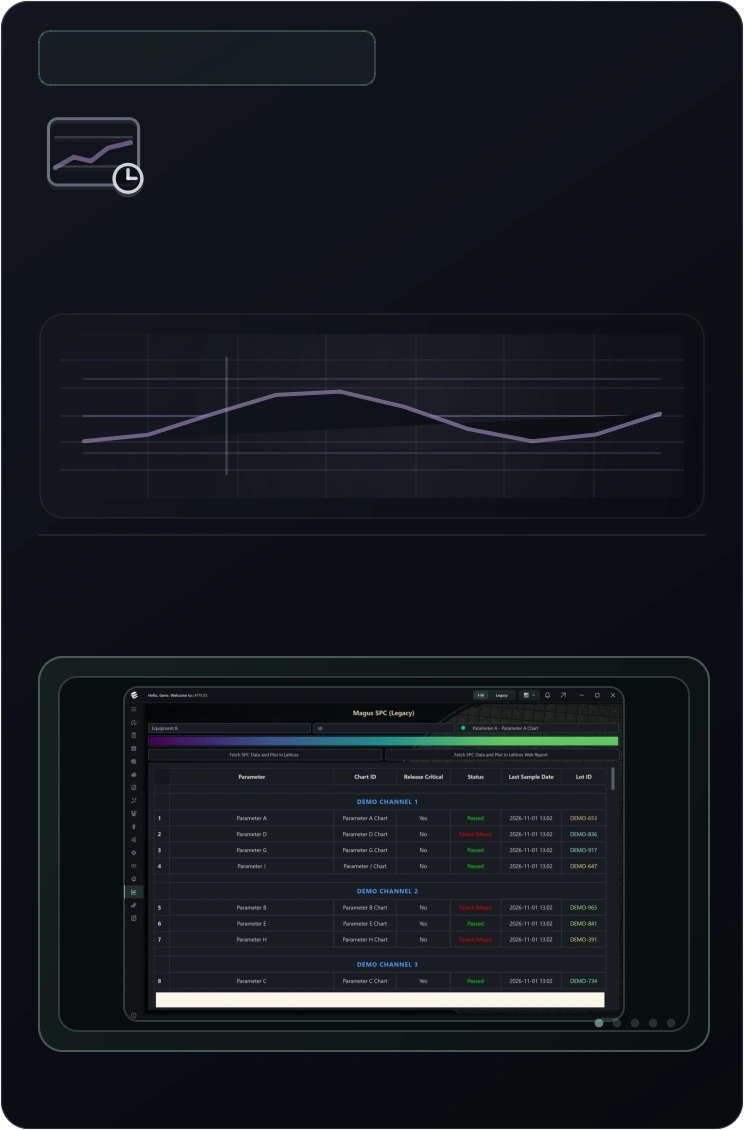 Hello, Gene. Welcome to LATTICES
Legacy
Magus SPC (Legacy)
Equipment B ID Parameter A - Parameter A Chart
Fetch SPC Data and Plot in Lattices Fetch SPC Data and Plot in Lattices Web Report
Parameter Chart ID Release Critical Status Last Sample Date Lot ID
DEMO CHANNEL 1
1 Parameter A Parameter A Chart Yes Passed 2026-11-01 13:02 DEMO-653
2 Parameter D Parameter D Chart No Failed (Mean) 2026-11-01 13:02 DEMO-836
3 Parameter G Parameter G Chart No Passed 2026-11-01 13:02 DEMO-917
4 Parameter J Parameter J Chart No Passed 2026-11-01 13:02 DEMO-647
DEMO CHANNEL 2
5 Parameter B Parameter B Chart No Failed (Mean) 2026-11-01 13:02 DEMO-965
6 Parameter E Parameter E Chart Yes Passed 2026-11-01 13:02 DEMO-841
7 Parameter H Parameter H Chart No Failed (Mean) 2026-11-01 13:02 DEMO-391
DEMO CHANNEL 3
8 Parameter C Parameter C Chart Yes Passed 2026-11-01 13:02 DEMO-734